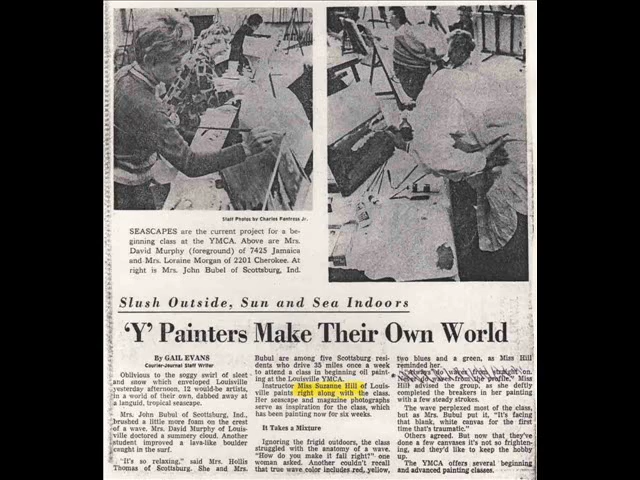 Staff Photos by Charles Fentress Jr.
SEASCAPES are the current project for a be-
ginning class at the YMCA. Above are Mrs.
David Murphy (foreground) of 7425 Jamaica
and Mrs. Loraine Morgan of 2201 Cherokee. At
right is Mrs. John Bubel of Scottsburg, Ind.
Slush Outside, Sun and Sea Indoors
‘Y’ Painters Make Their Own World
By GAIL EVANS
Courier-Journal Staff Writer
Oblivious to the soggy swirl of sleet
and snow which enveloped Louisville
yesterday afternoon, 12 would-be artists,
in a world of their own, dabbed away at
a languid, tropical seascape.
Mrs. John Bubel of Scottsburg, Ind.,
brushed a little more foam on the crest
of a wave. Mrs. David Murphy of Louis-
ville doctored a summery cloud. Another
student improved a lava-like boulder
caught in the surf.
"It's so relaxing," said Mrs. Hollis
Thomas of Scottsburg. She and Mrs.
Bubel are among five Scottsburg resi-
dents who drive 35 miles once a week
to attend a class in beginning oil paint-
ing at the Louisville YMCA.
Instructor Miss Suzanne Hill of Louis-
ville paints right along with the class.
Her seascape and magazine photographs
serve as inspiration for the class, which
has been painting now for six weeks.
It Takes a Mixture
Ignoring the frigid outdoors, the class
struggled with the anatomy of a wave.
"How do you make it fall right?" one
woman asked. Another couldn't recall
that true wave color includes red, yellow,
two blues and a green, as Miss Hill
reminded her.
"Always do waves from straight on.
Never do waves from the profile," Miss
Hill advised the group, as she deftly
completed the breakers in her painting
with a few steady strokes.
The wave perplexed most of the class,
but as Mrs. Bubel put it, "It's facing
that blank, white canvas for the first
time that's traumatic."
Others agreed. But now that they've
done a few canvases it's not so frighten-
ing, and they'd like to keep the hobby
up.
The YMCA offers several beginning
and advanced painting classes.